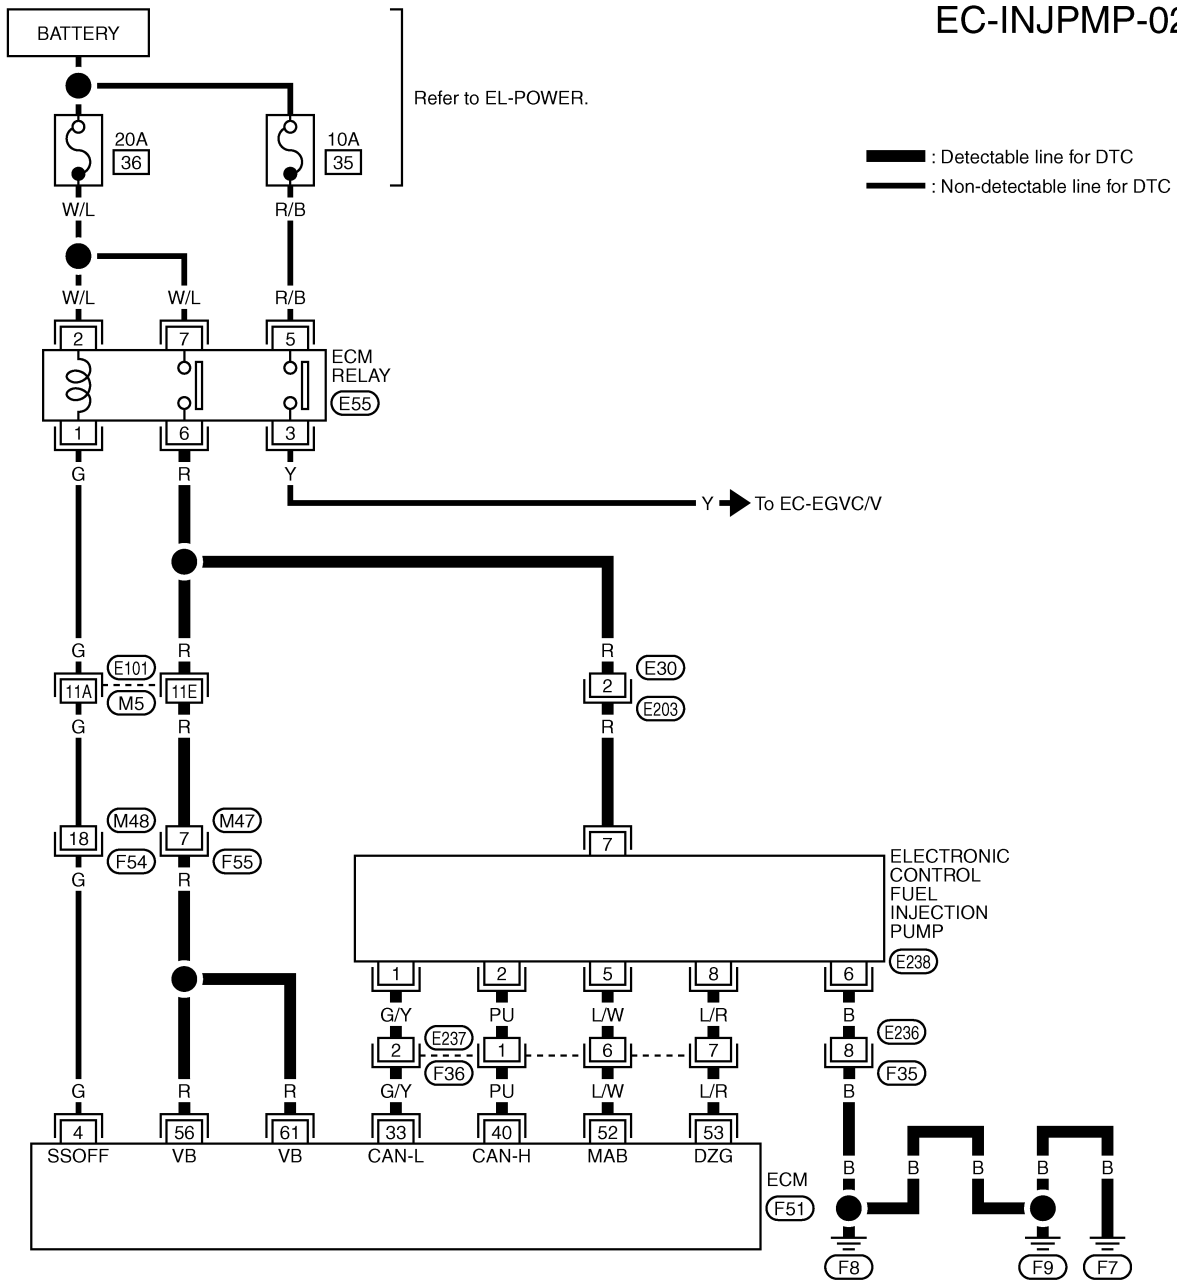 EC-INJPMP-02
BATTERY
Refer to EL-POWER.
20A
36
10A
35
: Detectable line for DTC
: Non-detectable line for DTC
W/L
R/B
W/L
W/L
R/B
2
7
5
ECM
RELAY
E55
1
6
3
G
R
Y
Y
To EC-EGVC/V
G
R
R
E101
E30
11A
11E
2
M5
E203
G
R
R
M48
M47
18
7
7
F54
F55
G
R
ELECTRONIC
CONTROL
FUEL
INJECTION
PUMP
E238
1
2
5
8
6
G/Y
PU
L/W
L/R
B
E237
E236
2
1
6
7
8
F36
F35
G
R
R
G/Y
PU
L/W
L/R
B
4
56
61
33
40
52
53
SSOFF
VB
VB
CAN-L
CAN-H
MAB
DZG
B
B
B
B
B
ECM
F51
F8
F9
F7